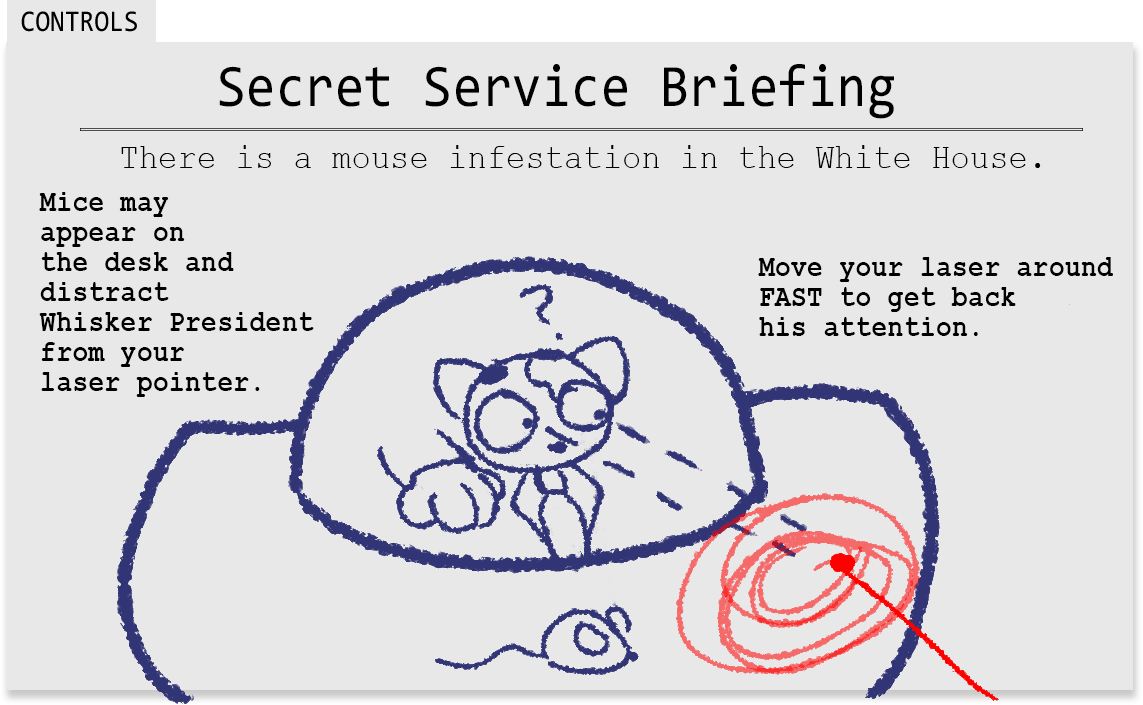 CONTROLS
Secret Service Briefing
There is a mouse infestation in the White House.
Mice may
appear on
the desk and
distract
Whisker President
from your
laser pointer.
Move your laser around
FAST to get back
his attention.
?